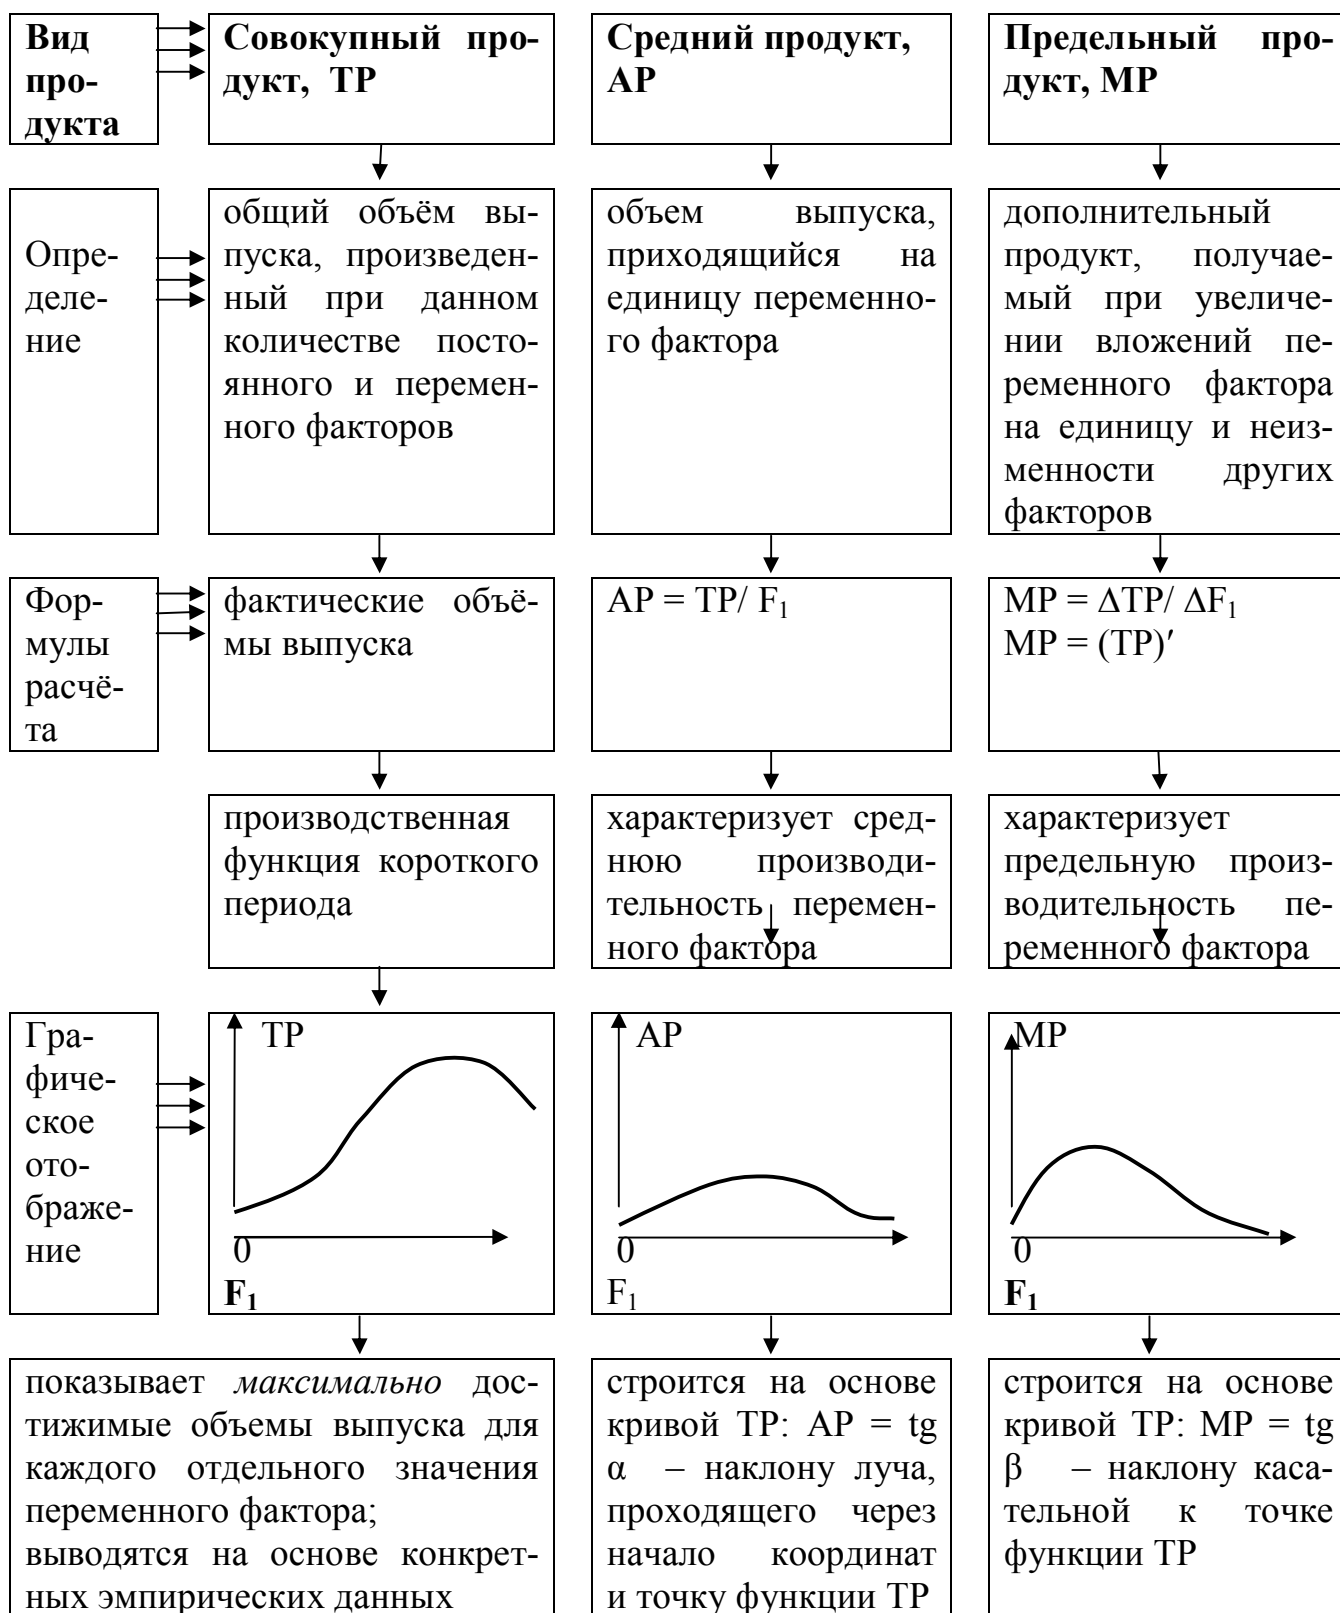 Вид
про-
дукта
Совокупный про-
дукт, ТР
Средний продукт,
АР
Предельный про-
дукт, МР
Опре-
деле-
ние
общий объём вы-
пуска, произведен-
ный при данном
количестве посто-
янного и перемен-
ного факторов
объем выпуска,
приходящийся на
единицу переменно-
го фактора
дополнительный
продукт, получае-
мый при увеличе-
нии вложений пе-
ременного фактора
на единицу и неиз-
менности других
факторов
Фор-
мулы
расчё-
та
фактические объё-
мы выпуска
AP = TP/ F₁
MP = ΔTP/ ΔF₁
MP = (TP)′
производственная
функция короткого
периода
характеризует сред-
нюю производи-
тельность перемен-
ного фактора
характеризует
предельную произ-
водительность пе-
ременного фактора
Гра-
фиче-
ское
ото-
браже-
ние
TP
0
F₁
AP
0
F₁
MP
0
F₁
показывает максимально дос-
тижимые объемы выпуска для
каждого отдельного значения
переменного фактора;
выводятся на основе конкрет-
ных эмпирических данных
строится на основе
кривой TP: AP = tg
α – наклону луча,
проходящего через
начало координат
и точку функции TP
строится на основе
кривой TP: MP = tg
β – наклону каса-
тельной к точке
функции TP